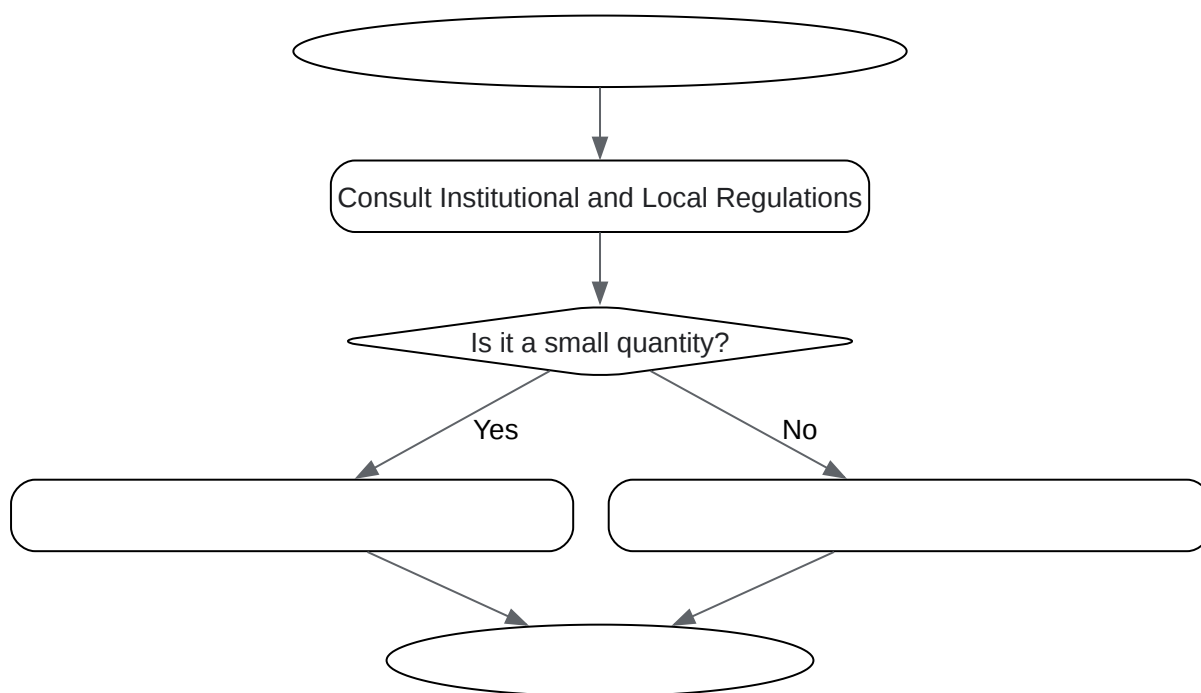 Consult Institutional and Local Regulations
Is it a small quantity?
Yes
No